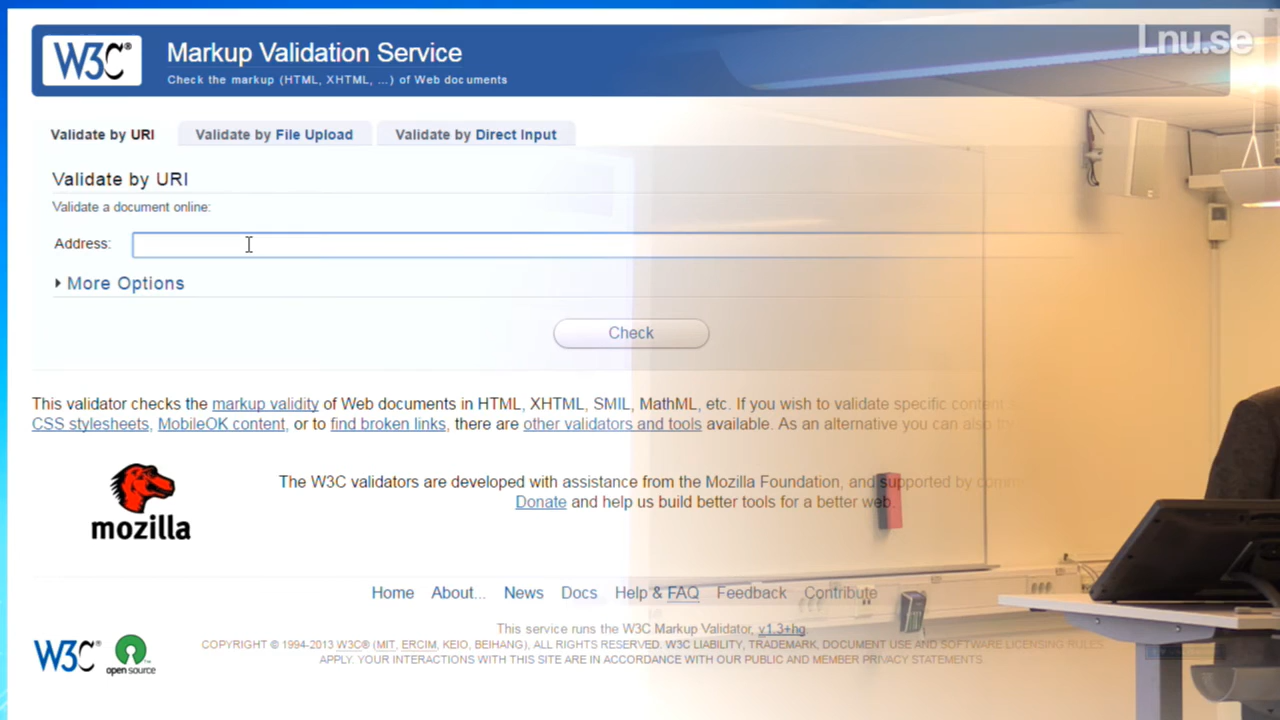 Lnu.se
W3C®
Markup Validation Service
Check the markup (HTML, XHTML, ...) of Web documents
Validate by URI
Validate by File Upload
Validate by Direct Input
Validate by URI
Validate a document online:
Address:
More Options
Check
This validator checks the markup validity of Web documents in HTML, XHTML, SMIL, MathML, etc. If you wish to validate specific content
CSS stylesheets, MobileOK content, or to find broken links, there are other validators and tools available. As an alternative you can also
mozilla
The W3C validators are developed with assistance from the Mozilla Foundation, and supported by
Donate and help us build better tools for a better web.
Home About... News Docs Help & FAQ Feedback Contribute
This service runs the W3C Markup Validator, v1.3+hg.
W3C®
open source
COPYRIGHT © 1994-2013 W3C® (MIT, ERCIM, KEIO, BEIHANG), ALL RIGHTS RESERVED. W3C LIABILITY, TRADEMARK, DOCUMENT USE AND SOFTWARE LICENSING RULES
APPLY. YOUR INTERACTIONS WITH THIS SITE ARE IN ACCORDANCE WITH OUR PUBLIC AND MEMBER PRIVACY STATEMENTS.